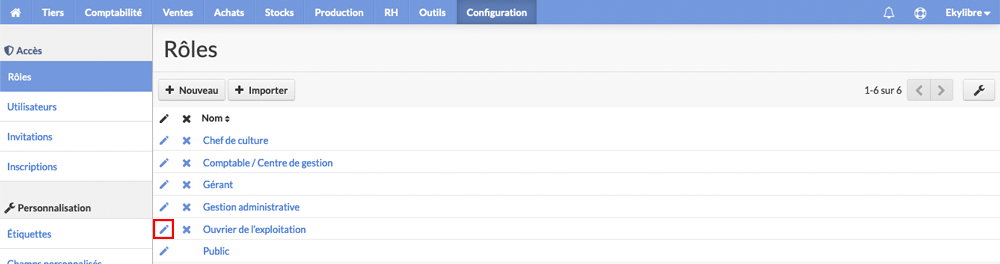 Tiers Comptabilité Ventes Achats Stocks Production RH Outils Configuration Ekylibre
Accès
Rôles
Utilisateurs
Invitations
Inscriptions
Personnalisation
Étiquettes
Champs personnalisés
Rôles
Nouveau Importer 1-6 sur 6
Nom
Chef de culture
Comptable / Centre de gestion
Gérant
Gestion administrative
Ouvrier de l'exploitation
Public